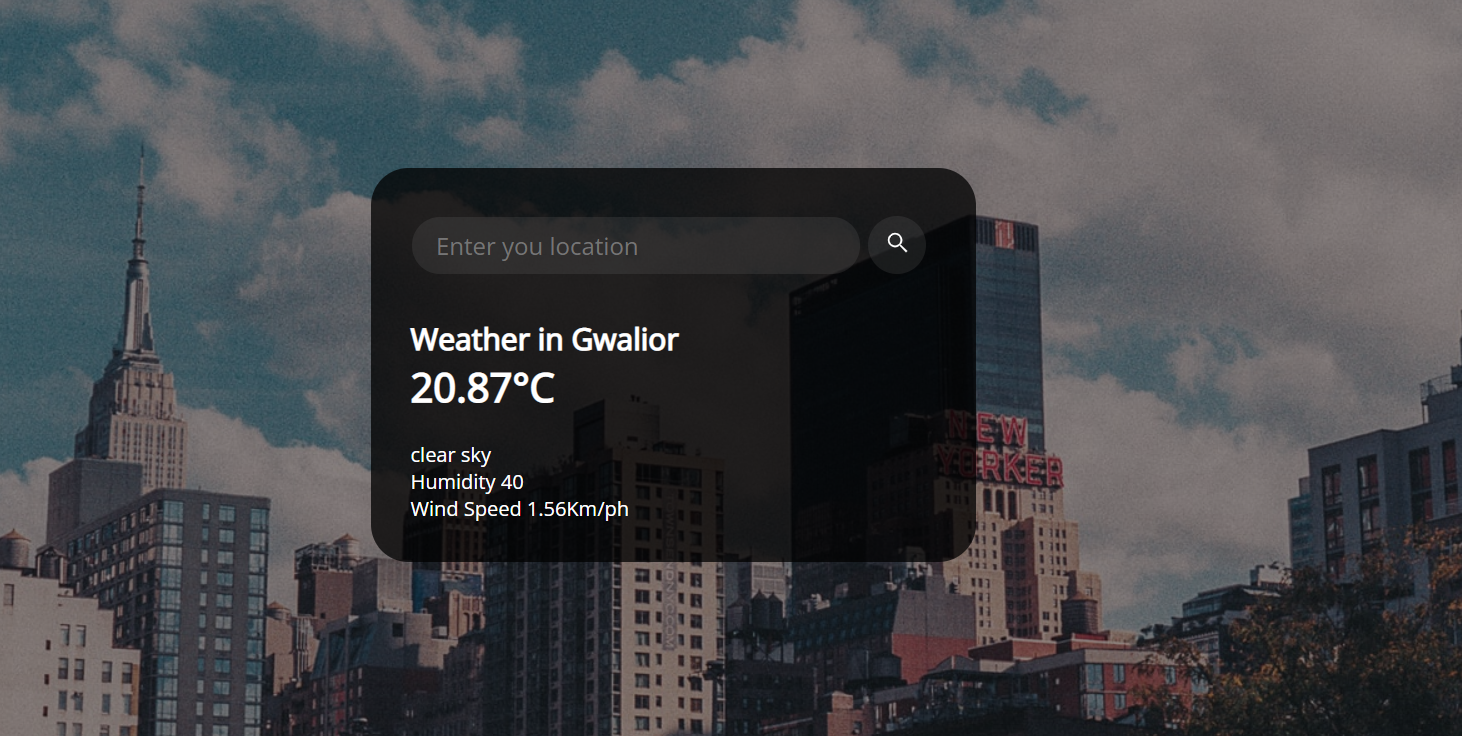 Enter you location
Weather in Gwalior
20.87°C
clear sky
Humidity 40
Wind Speed 1.56Km/ph
NEW
YORKER